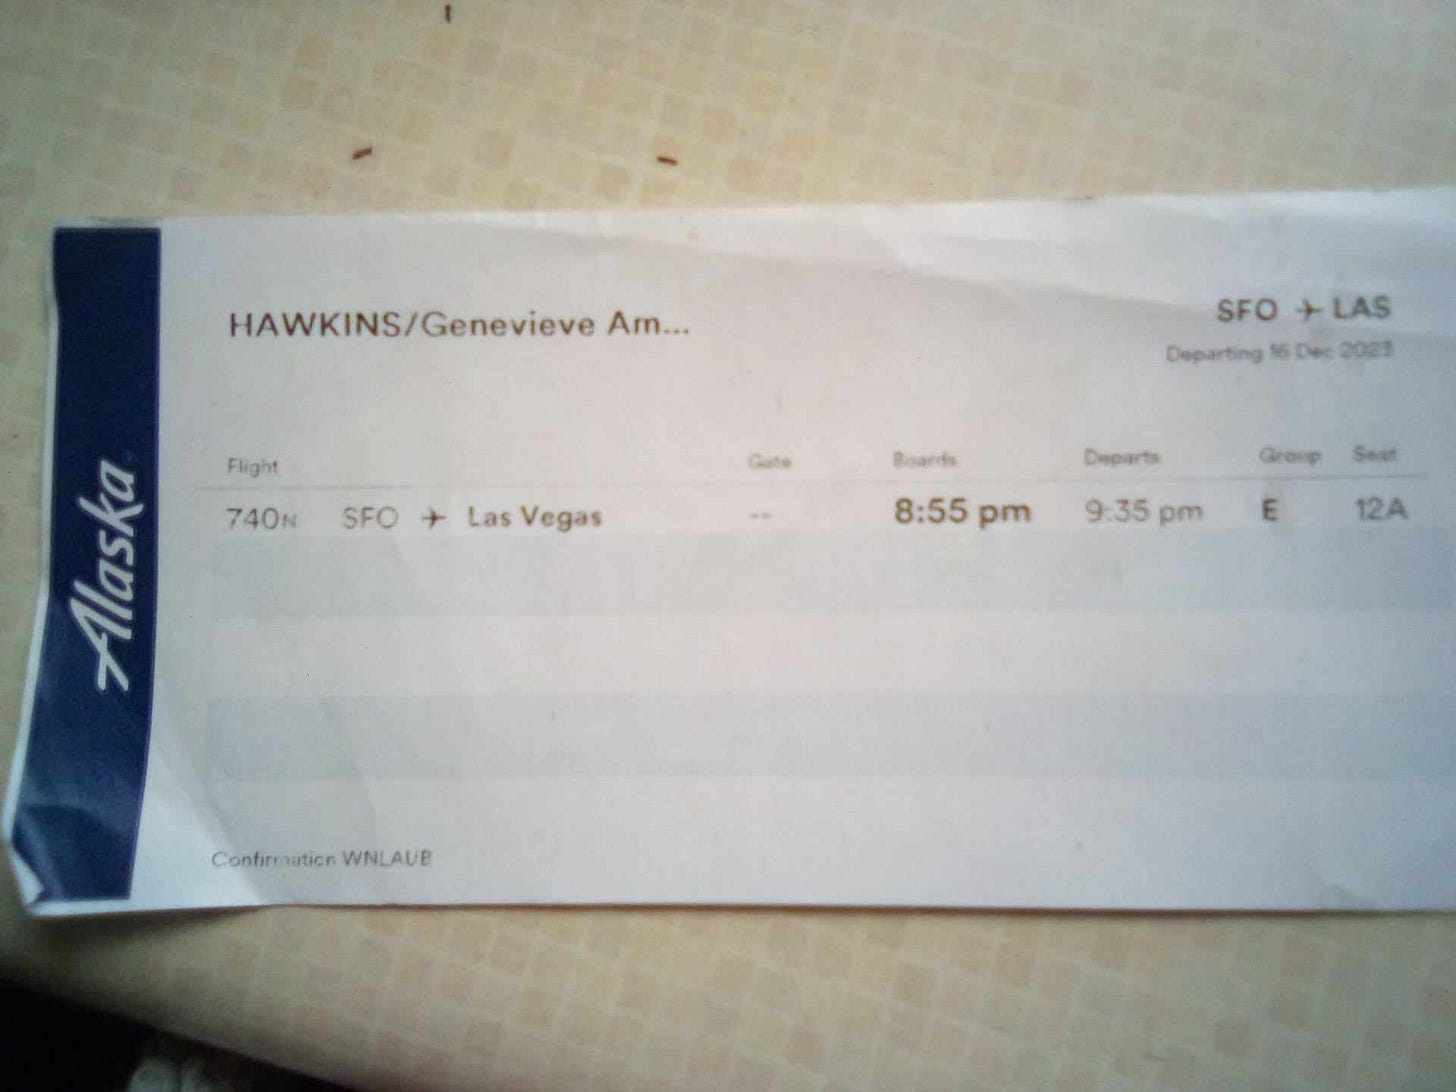 Alaska
HAWKINS/Genevieve Am...
SFO ✈ LAS
Departing 16 Dec 2023
Flight Gate Boards Departs Group Seat
740N SFO ✈ Las Vegas -- 8:55 pm 9:35 pm E 12A
Confirmation WNLAUB